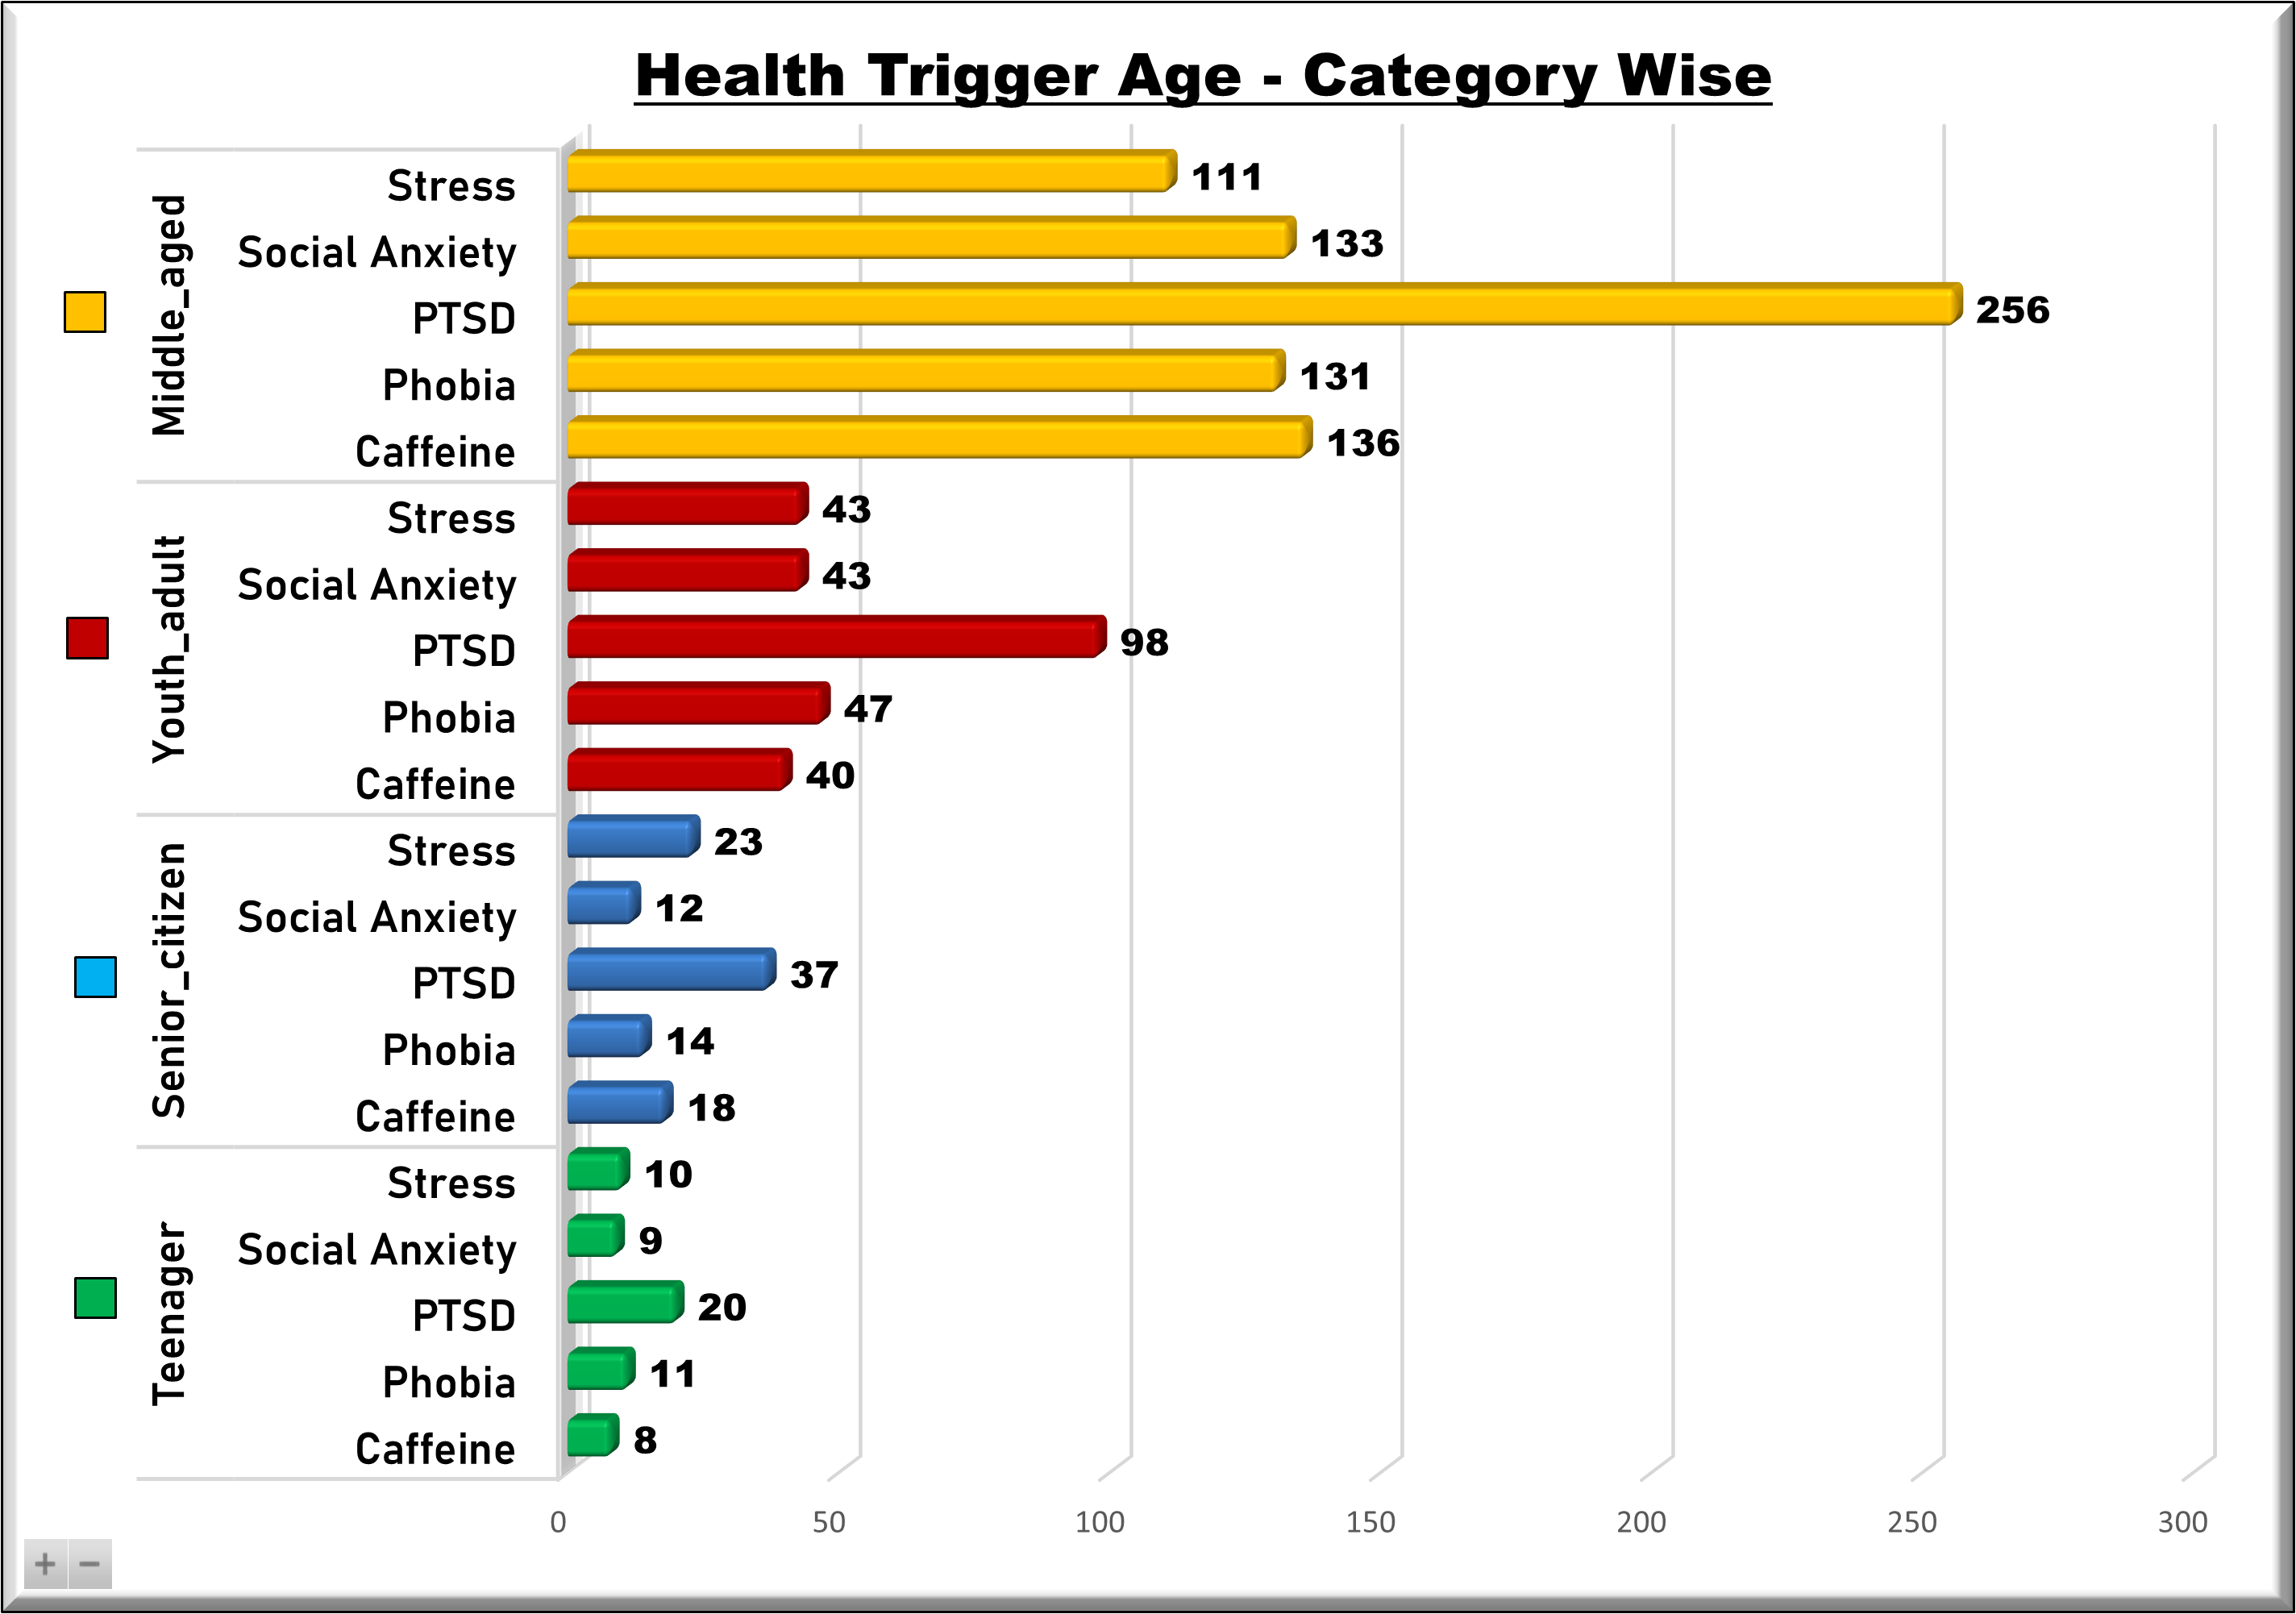 Health Trigger Age - Category Wise
Middle_aged
Stress 111
Social Anxiety 133
PTSD 256
Phobia 131
Caffeine 136
Youth_adult
Stress 43
Social Anxiety 43
PTSD 98
Phobia 47
Caffeine 40
Senior_citizen
Stress 23
Social Anxiety 12
PTSD 37
Phobia 14
Caffeine 18
Teenager
Stress 10
Social Anxiety 9
PTSD 20
Phobia 11
Caffeine 8
0 50 100 150 200 250 300
+ −